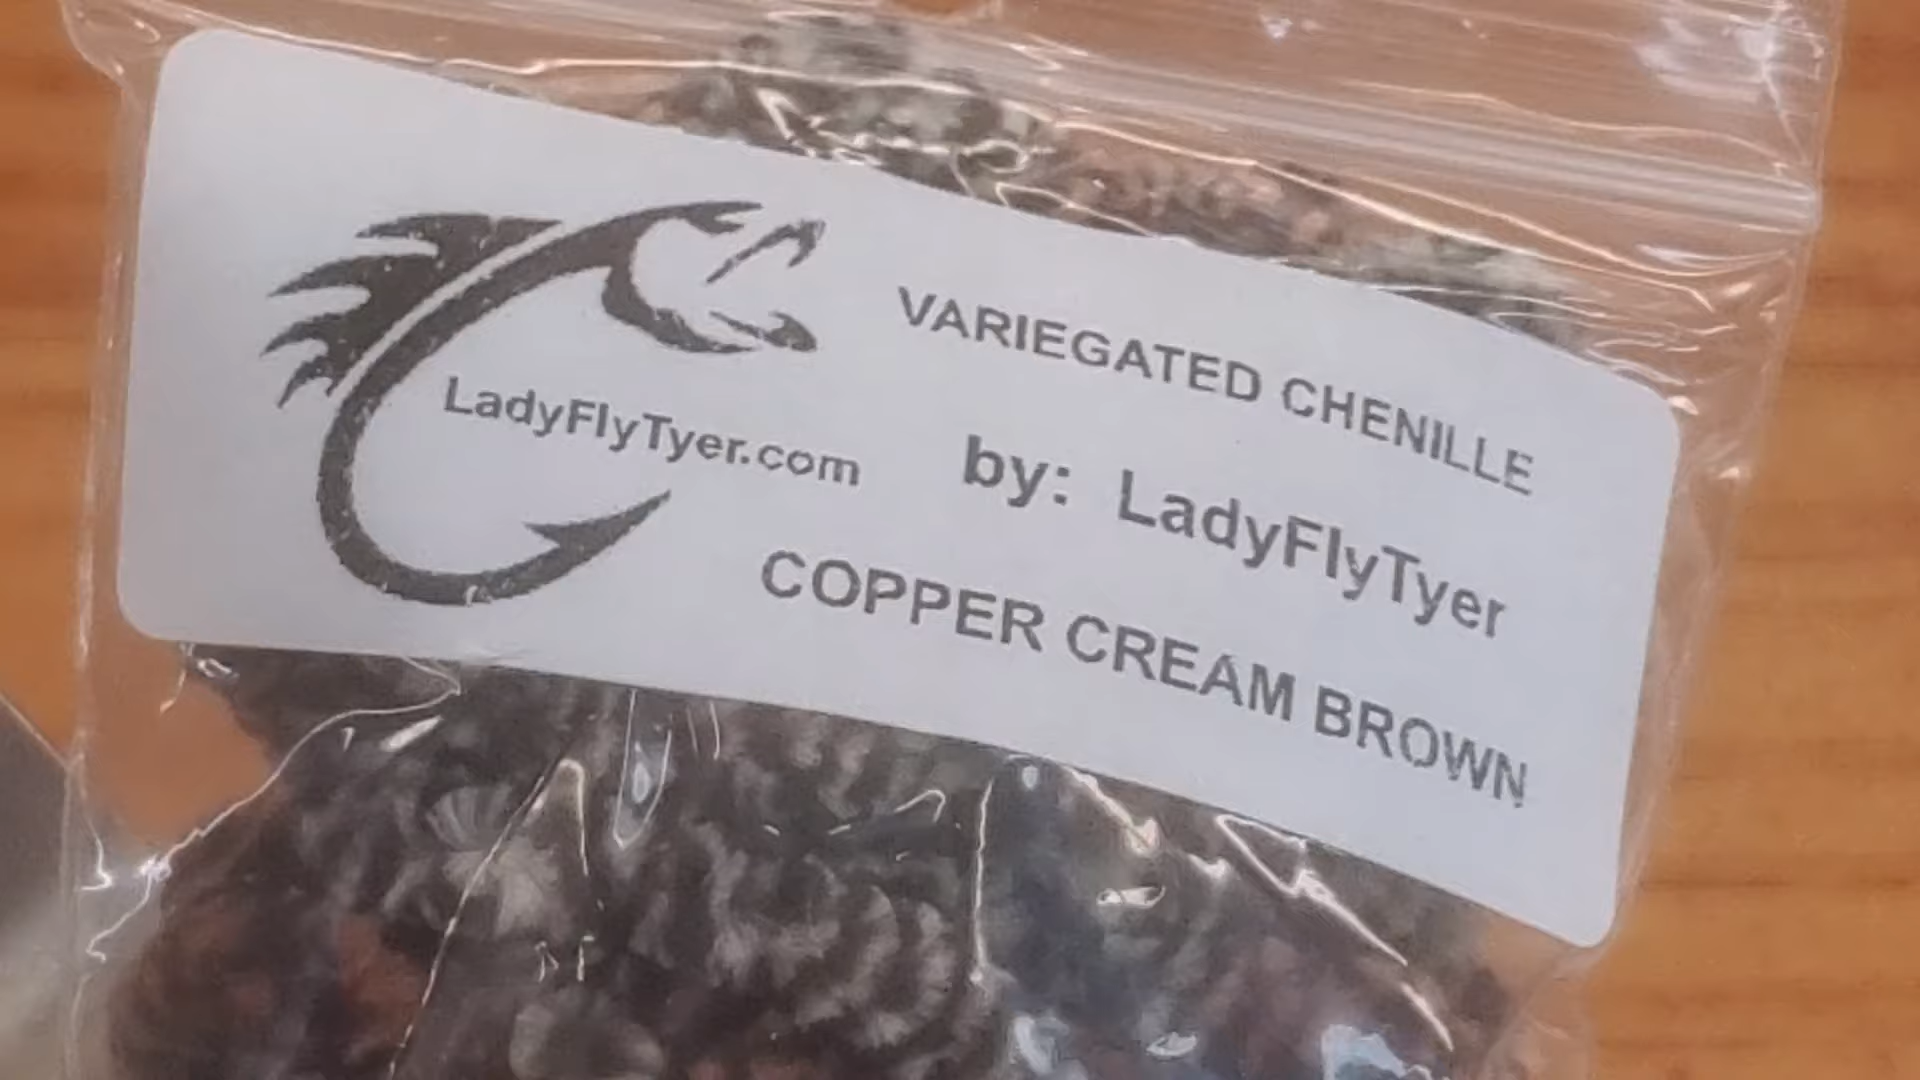 LadyFlyTyer.com
VARIEGATED CHENILLE
by: LadyFlyTyer
COPPER CREAM BROWN